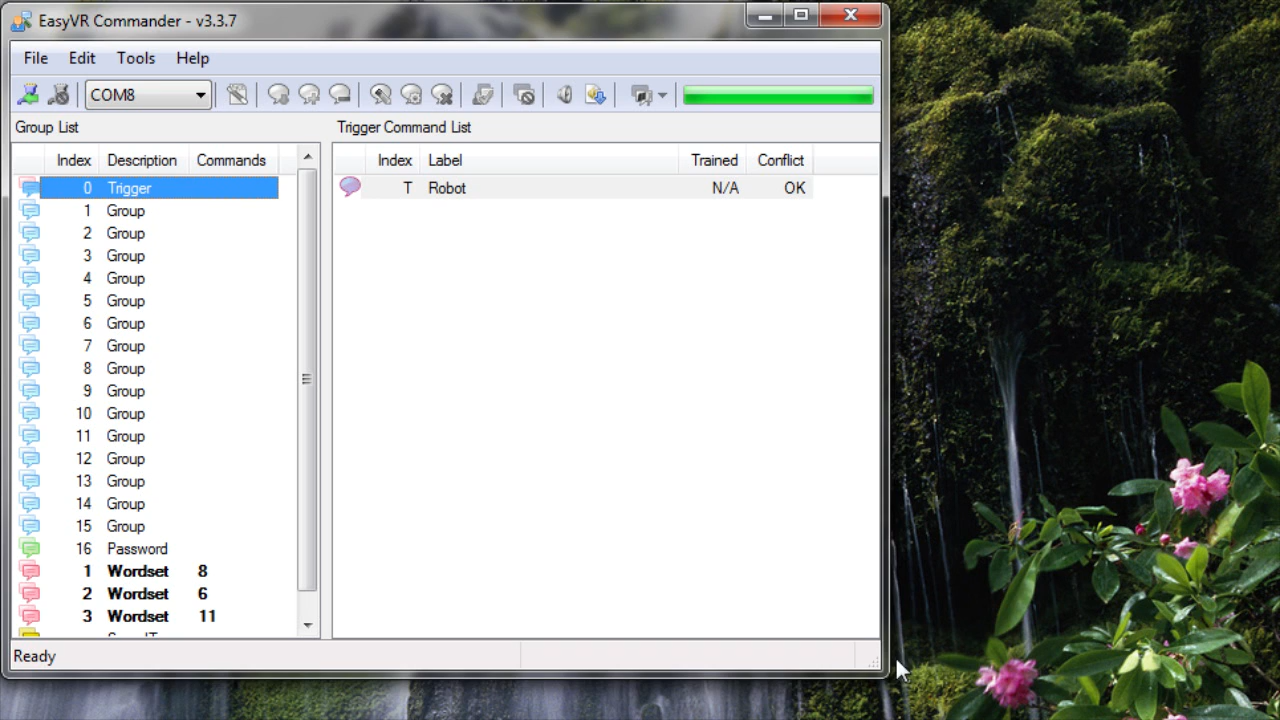 EasyVR Commander - v3.3.7
File Edit Tools Help
COM8
Group List
Index Description Commands
0 Trigger
1 Group
2 Group
3 Group
4 Group
5 Group
6 Group
7 Group
8 Group
9 Group
10 Group
11 Group
12 Group
13 Group
14 Group
15 Group
16 Password
1 Wordset 8
2 Wordset 6
3 Wordset 11
Trigger Command List
Index Label Trained Conflict
T Robot N/A OK
Ready